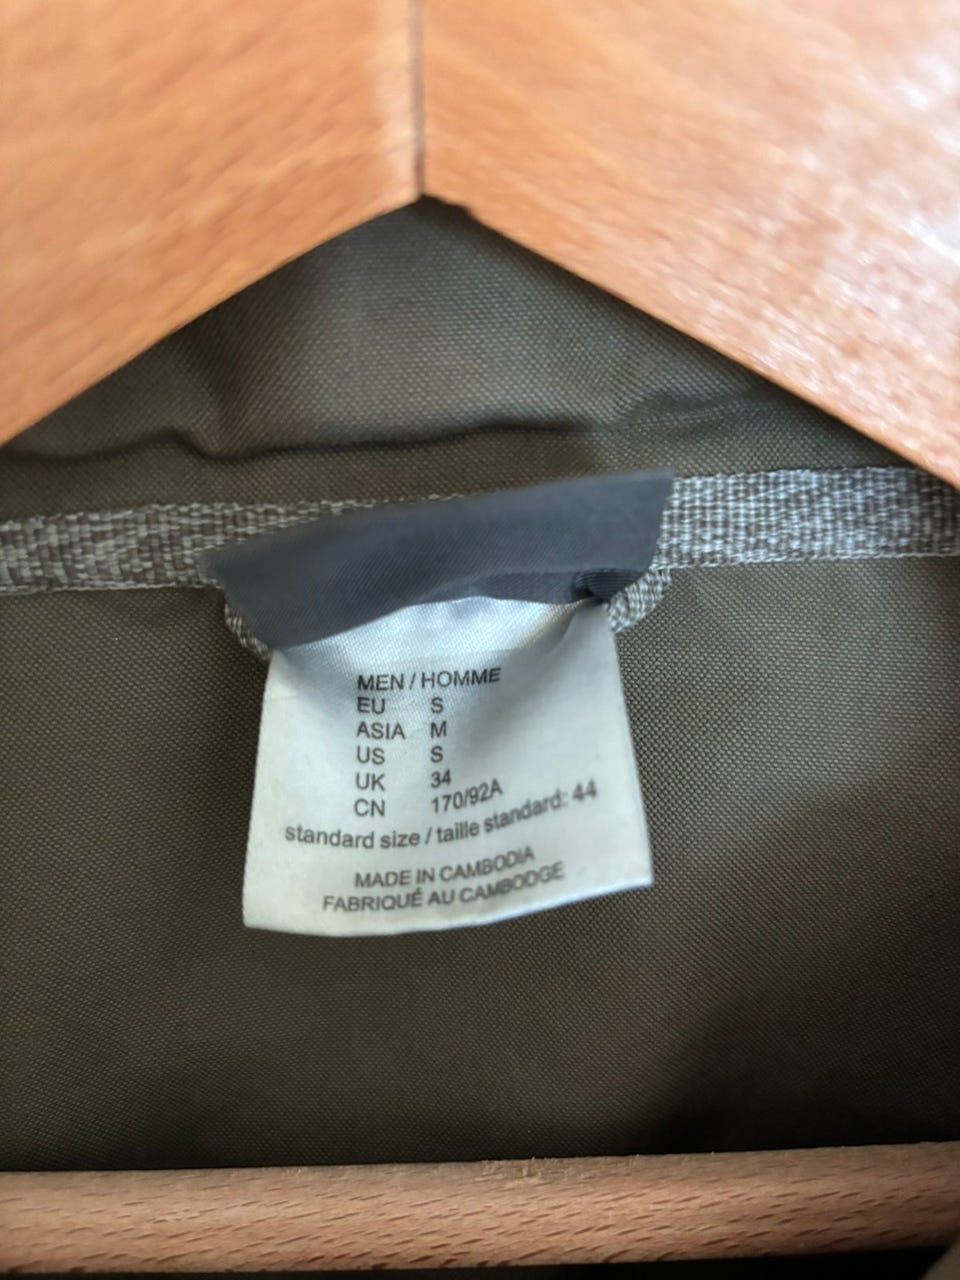 MEN / HOMME
EU S
ASIA M
US S
UK 34
CN 170/92A
standard size / taille standard: 44
MADE IN CAMBODIA
FABRIQUÉ AU CAMBODGE